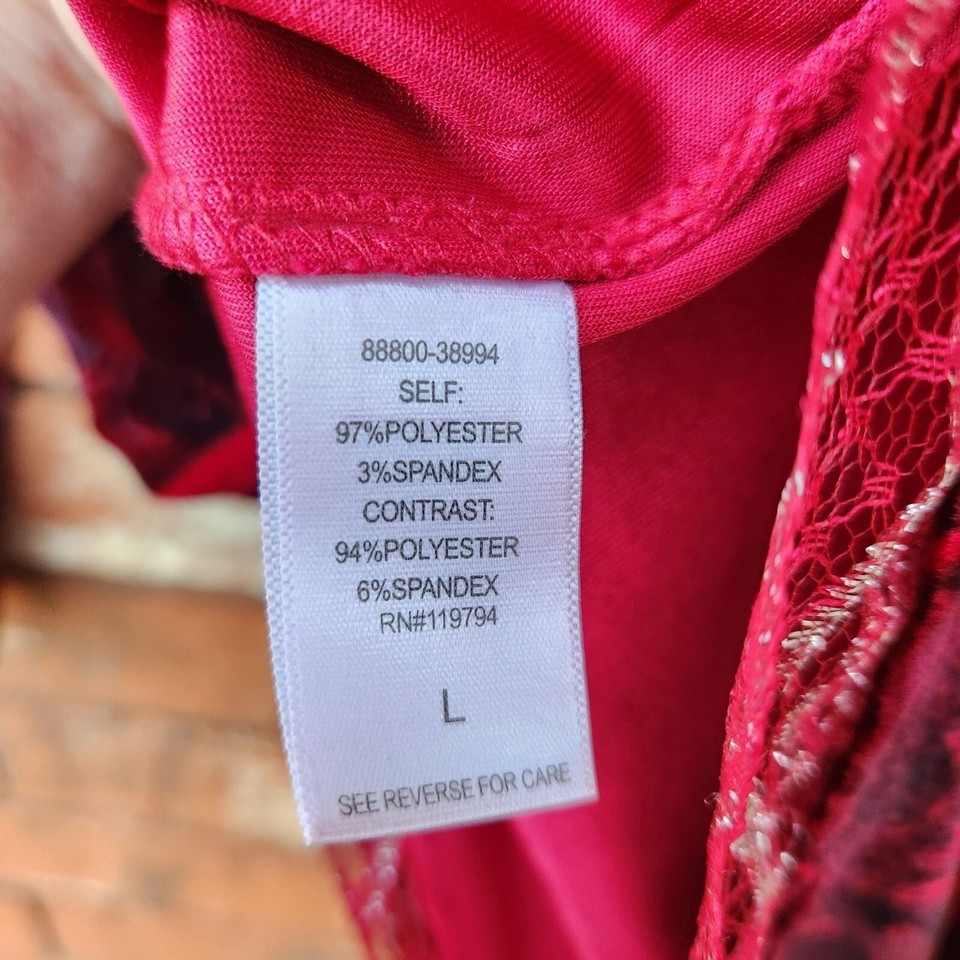 88800-38994
SELF:
97%POLYESTER
3%SPANDEX
CONTRAST:
94%POLYESTER
6%SPANDEX
RN#119794
L
SEE REVERSE FOR CARE